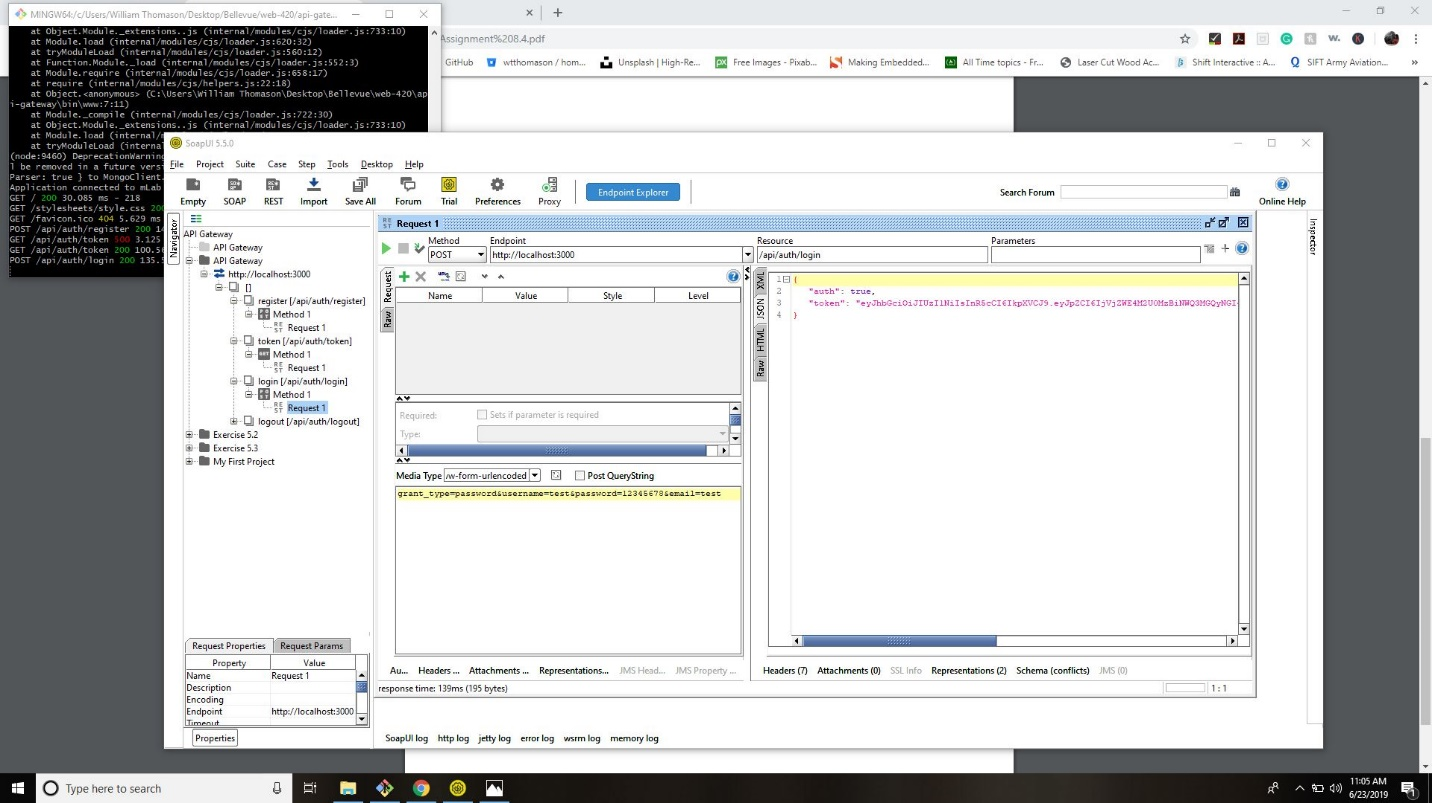 MINGW64:/c/Users/William Thomason/Desktop/Bellevue/web-420/api-gate...
at Object.Module._extensions..js (internal/modules/cjs/loader.js:733:10)
at Module.load (internal/modules/cjs/loader.js:620:32)
at tryModuleLoad (internal/modules/cjs/loader.js:560:12)
at Function.Module._load (internal/modules/cjs/loader.js:552:3)
at Module.require (internal/modules/cjs/loader.js:658:17)
at require (internal/modules/cjs/helpers.js:22:18)
at Object.<anonymous> (C:\Users\William Thomason\Desktop\Bellevue\web-420\ap
i-gateway\bin\www:7:11)
at Module._compile (internal/modules/cjs/loader.js:722:30)
at Object.Module._extensions..js (internal/modules/cjs/loader.js:733:10)
at Module.load (internal/m
at tryModuleLoad (internal
(node:9460) DeprecationWarning
l be removed in a future versi
Parser: true } to MongoClient.
Application connected to mLab
GET / 200 30.085 ms - 218
GET /stylesheets/style.css 200
GET /favicon.ico 404 5.629 ms
POST /api/auth/register 200 14
GET /api/auth/token 500 3.125
GET /api/auth/token 200 100.56
POST /api/auth/login 200 135.5
Assignment%208.4.pdf
GitHub wtthomason / hom... Unsplash | High-Re... Free Images - Pixab... Making Embedded... All Time topics - Fr... Laser Cut Wood Ac... Shift Interactive :: A... SIFT Army Aviation...
SoapUI 5.5.0
File Project Suite Case Step Tools Desktop Help
Empty SOAP REST Import Save All Forum Trial Preferences Proxy
Endpoint Explorer
Search Forum
Online Help
Navigator
API Gateway
API Gateway
API Gateway
http://localhost:3000
[]
register [/api/auth/register]
Method 1
Request 1
token [/api/auth/token]
Method 1
Request 1
login [/api/auth/login]
Method 1
Request 1
logout [/api/auth/logout]
Exercise 5.2
Exercise 5.3
My First Project
Request Properties Request Params
Property Value
Name Request 1
Description
Encoding
Endpoint http://localhost:3000
Timeout
Properties
Request 1
Method Endpoint Resource Parameters
POST http://localhost:3000 /api/auth/login
Request
Raw
Name Value Style Level
Required: Sets if parameter is required
Type:
Media Type /w-form-urlencoded Post QueryString
grant_type=password&username=test&password=12345678&email=test
Au... Headers ... Attachments ... Representations... JMS Head... JMS Property ...
response time: 139ms (195 bytes)
XML
JSON
HTML
Raw
1 {
2 "auth": true,
3 "token":
4 }
Headers (7) Attachments (0) SSL Info Representations (2) Schema (conflicts) JMS (0)
1 : 1
Inspector
SoapUI log http log jetty log error log wsrm log memory log
Type here to search
11:05 AM
6/23/2019
1